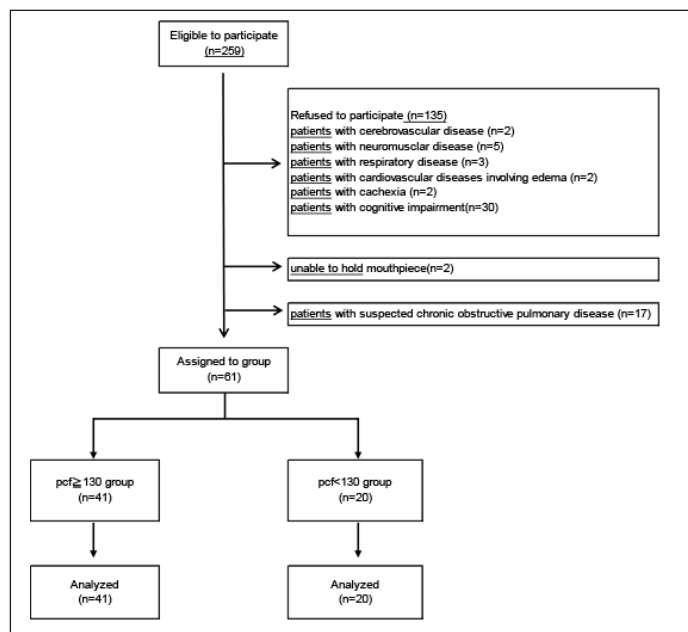 Eligible to participate
(n=259)
Refused to participate (n=135)
patients with cerebrovascular disease (n=2)
patients with neuromusclar disease (n=5)
patients with respiratory disease (n=3)
patients with cardiovascular diseases involving edema (n=2)
patients with cachexia (n=2)
patients with cognitive impairment(n=30)
unable to hold mouthpiece(n=2)
patients with suspected chronic obstructive pulmonary disease (n=17)
Assigned to group
(n=61)
pcf≧130 group
(n=41)
pcf<130 group
(n=20)
Analyzed
(n=41)
Analyzed
(n=20)